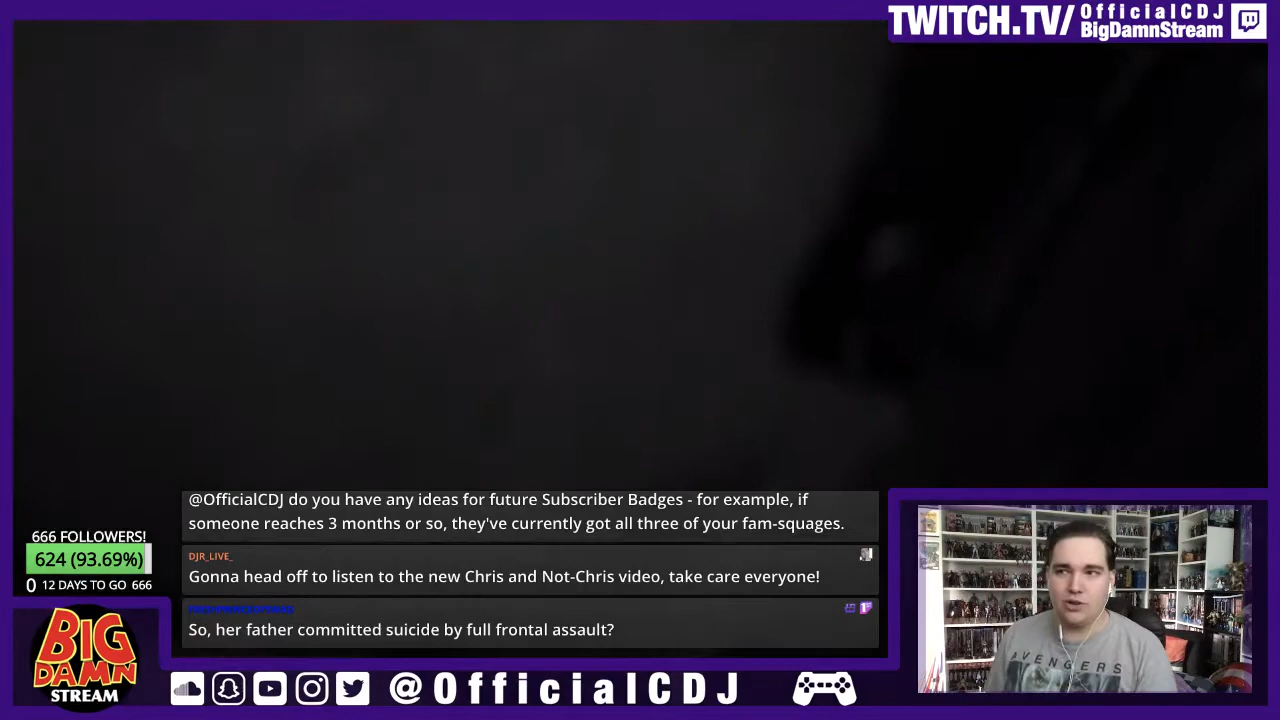 TWITCH.TV/ OfficialCDJ
BigDamnStream
@OfficialCDJ do you have any ideas for future Subscriber Badges - for example, if
someone reaches 3 months or so, they've currently got all three of your fam-squages.
DJR_LIVE_
Gonna head off to listen to the new Chris and Not-Chris video, take care everyone!
So, her father committed suicide by full frontal assault?
666 FOLLOWERS!
624 (93.69%)
0 12 DAYS TO GO 666
BIG
DAMN
STREAM
@OfficialCDJ
AVENGERS